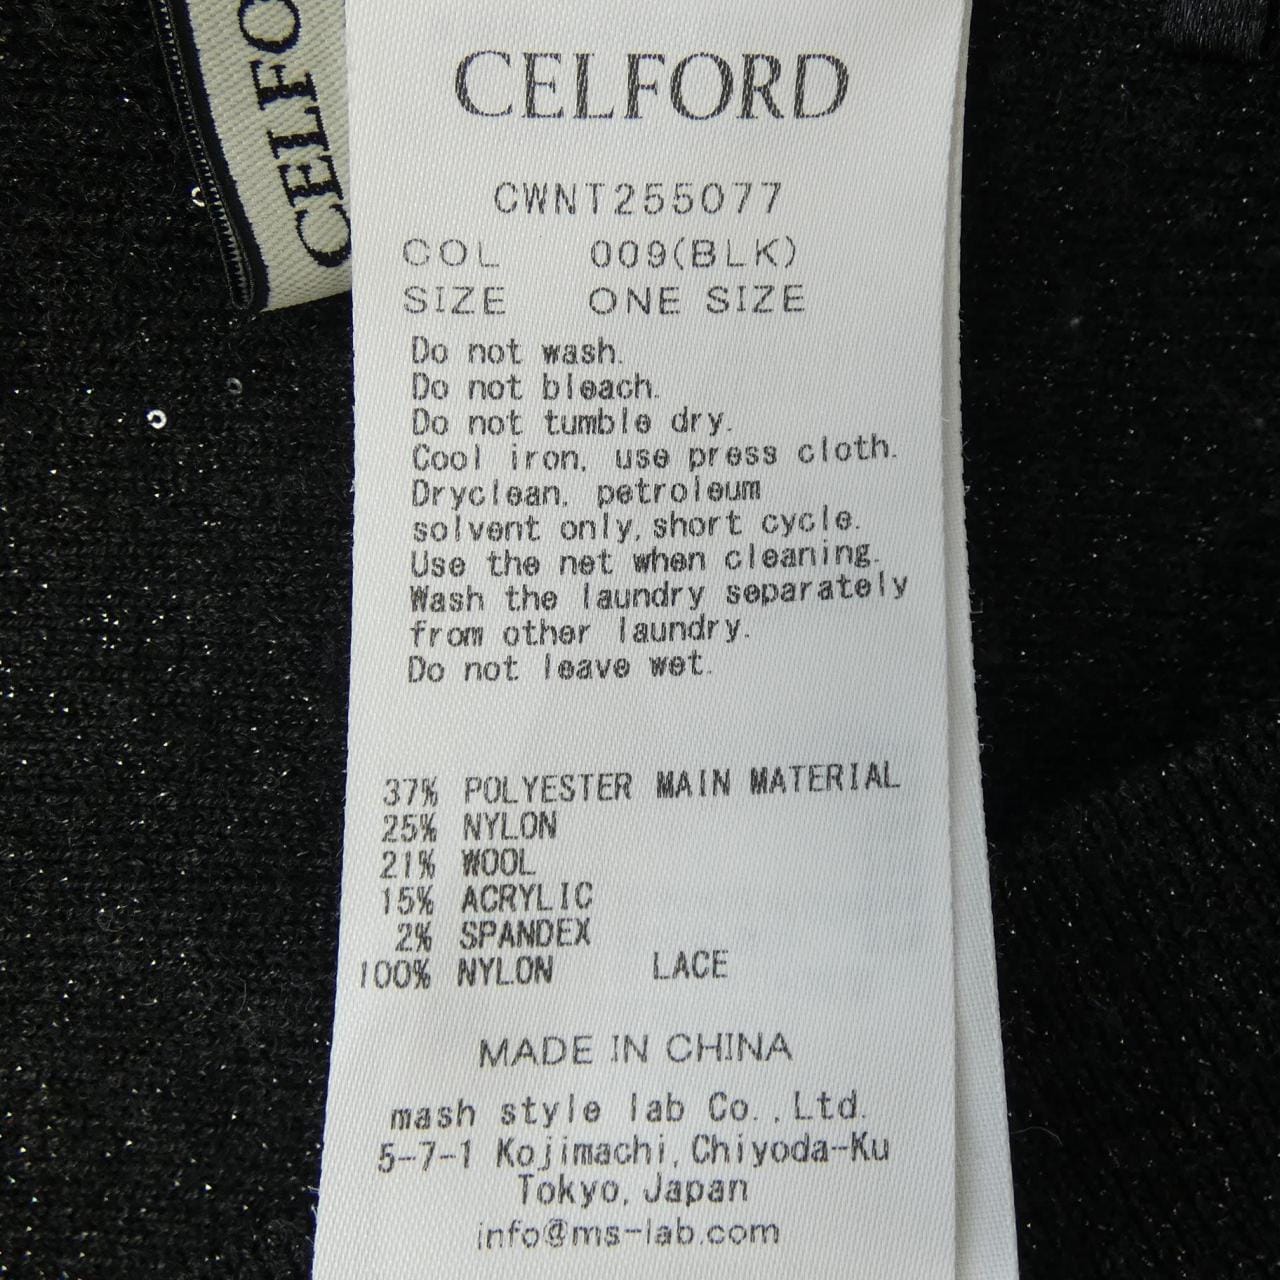 CELFO
CELFORD
CWNT255077
COL 009(BLK)
SIZE ONE SIZE
Do not wash.
Do not bleach.
Do not tumble dry.
Cool iron, use press cloth.
Dryclean, petroleum
solvent only, short cycle.
Use the net when cleaning.
Wash the laundry separately
from other laundry.
Do not leave wet.
37% POLYESTER MAIN MATERIAL
25% NYLON
21% WOOL
15% ACRYLIC
2% SPANDEX
100% NYLON LACE
MADE IN CHINA
mash style lab Co.,Ltd.
5-7-1 Kojimachi, Chiyoda-Ku
Tokyo, Japan
info@ms-lab.com